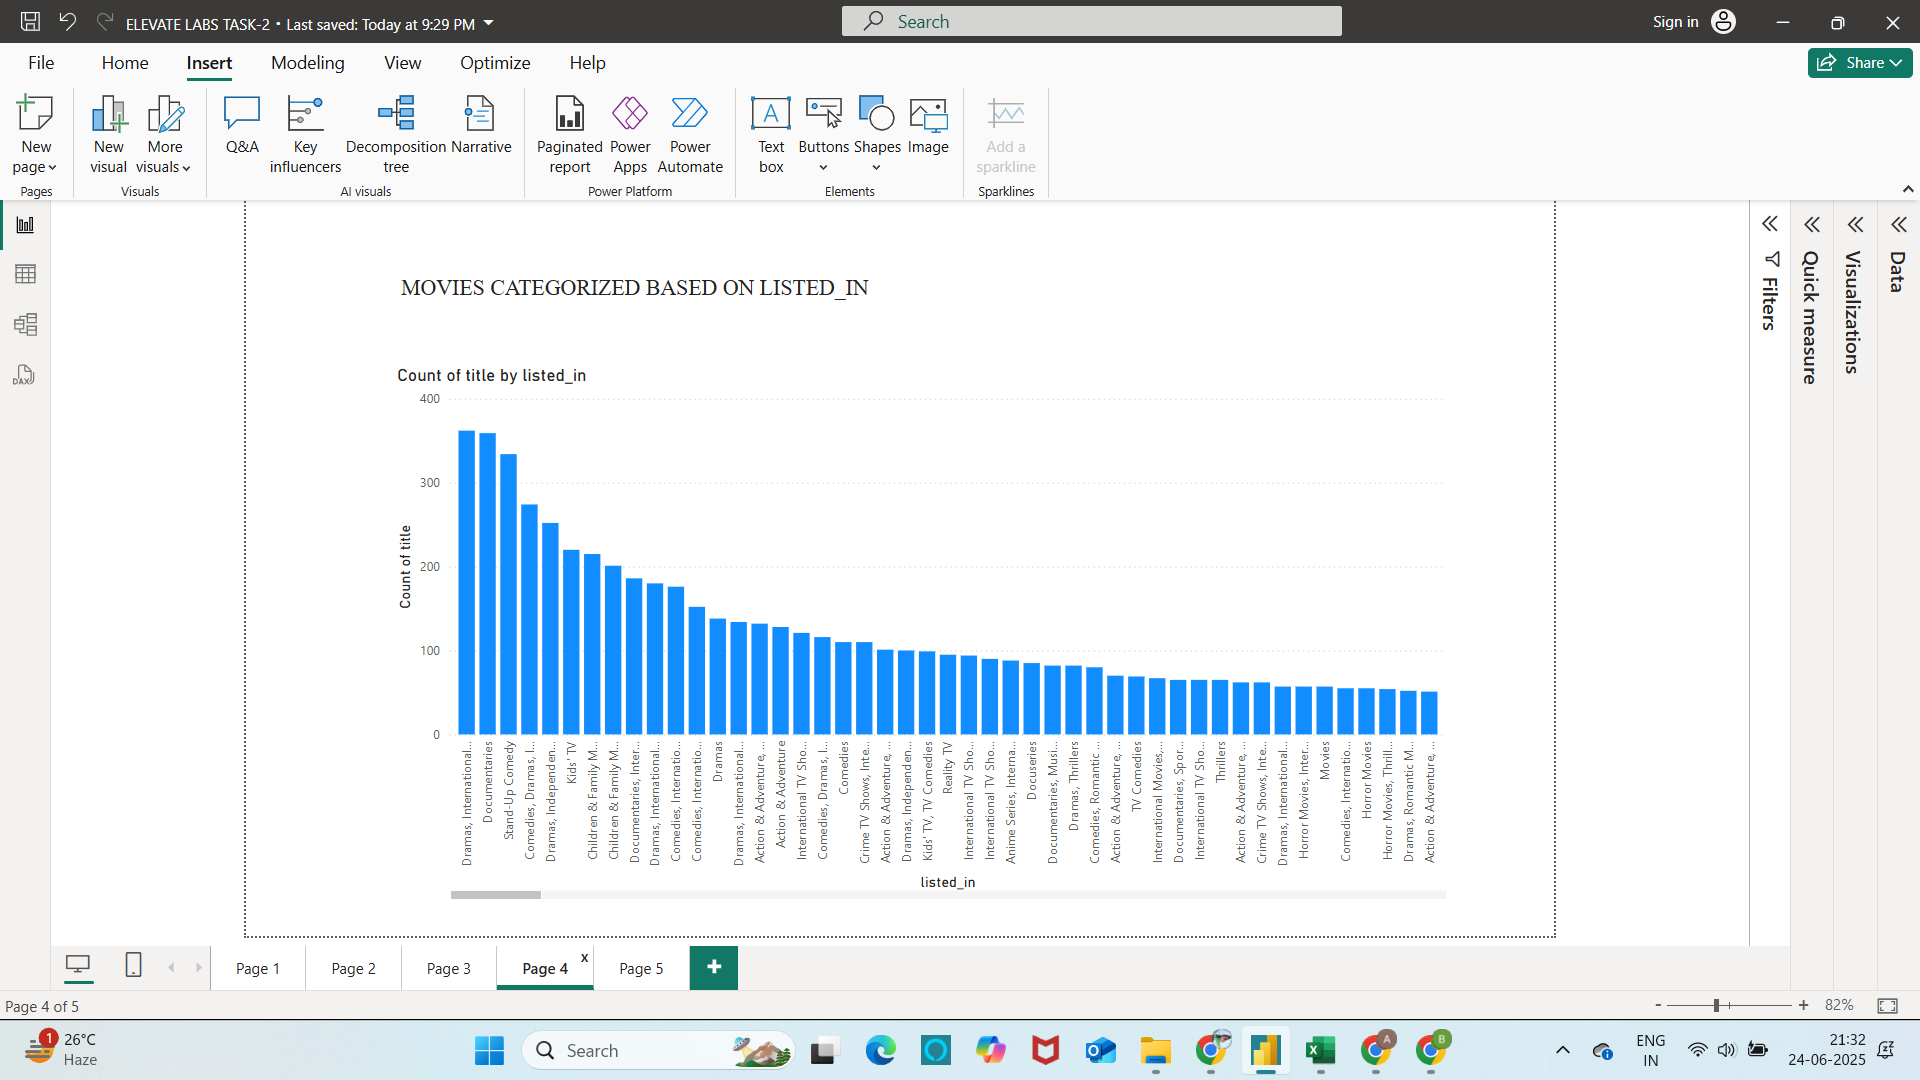 ELEVATE LABS TASK-2 • Last saved: Today at 9:29 PM
Search
Sign in
File
Home
Insert
Modeling
View
Optimize
Help
Share
New page
New visual
More visuals
Q&A
Key influencers
Decomposition tree
Narrative
Paginated report
Power Apps
Power Automate
Text box
Buttons
Shapes
Image
Add a sparkline
Pages
Visuals
AI visuals
Power Platform
Elements
Sparklines
DAX
MOVIES CATEGORIZED BASED ON LISTED_IN
Count of title by listed_in
Count of title
400
300
200
100
0
Dramas, International...
Documentaries
Stand-Up Comedy
Comedies, Dramas, I...
Dramas, Independen...
Kids' TV
Children & Family M...
Children & Family M...
Documentaries, Inter...
Dramas, International...
Comedies, Internatio...
Comedies, Internatio...
Dramas
Dramas, International...
Action & Adventure, ...
Action & Adventure
International TV Sho...
Comedies, Dramas, I...
Comedies
Crime TV Shows, Inte...
Action & Adventure, ...
Dramas, Independen...
Kids' TV, TV Comedies
Reality TV
International TV Sho...
International TV Sho...
Anime Series, Interna...
Docuseries
Documentaries, Musi...
Dramas, Thrillers
Comedies, Romantic ...
Action & Adventure, ...
TV Comedies
International Movies,...
Documentaries, Spor...
International TV Sho...
Thrillers
Action & Adventure, ...
Crime TV Shows, Inte...
Dramas, International...
Horror Movies, Inter...
Movies
Comedies, Internatio...
Horror Movies
Horror Movies, Thrill...
Dramas, Romantic M...
Action & Adventure, ...
listed_in
Filters
Quick measure
Visualizations
Data
Page 1
Page 2
Page 3
Page 4
x
Page 5
+
Page 4 of 5
- + 82%
1
26°C
Haze
Search
A
B
ENG
IN
21:32
24-06-2025